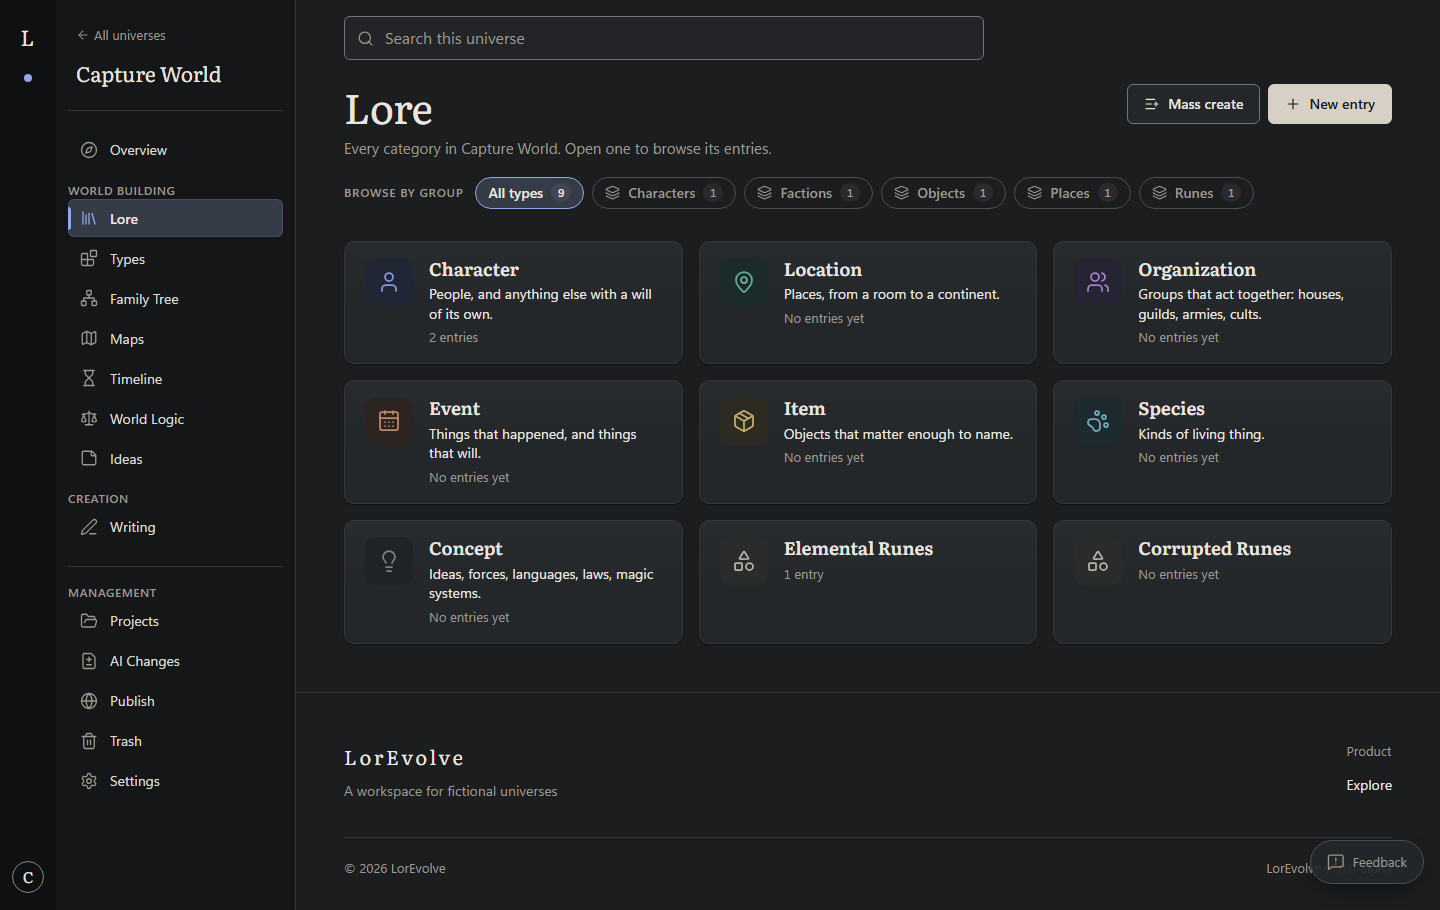 L
All universes
Capture World
Overview
WORLD BUILDING
Lore
Types
Family Tree
Maps
Timeline
World Logic
Ideas
CREATION
Writing
MANAGEMENT
Projects
AI Changes
Publish
Trash
Settings
C
Search this universe
Lore
Mass create
New entry
Every category in Capture World. Open one to browse its entries.
BROWSE BY GROUP
All types 9
Characters 1
Factions 1
Objects 1
Places 1
Runes 1
Character
People, and anything else with a will
of its own.
2 entries
Location
Places, from a room to a continent.
No entries yet
Organization
Groups that act together: houses,
guilds, armies, cults.
No entries yet
Event
Things that happened, and things
that will.
No entries yet
Item
Objects that matter enough to name.
No entries yet
Species
Kinds of living thing.
No entries yet
Concept
Ideas, forces, languages, laws, magic
systems.
No entries yet
Elemental Runes
1 entry
Corrupted Runes
No entries yet
LorEvolve
A workspace for fictional universes
Product
Explore
© 2026 LorEvolve
Feedback